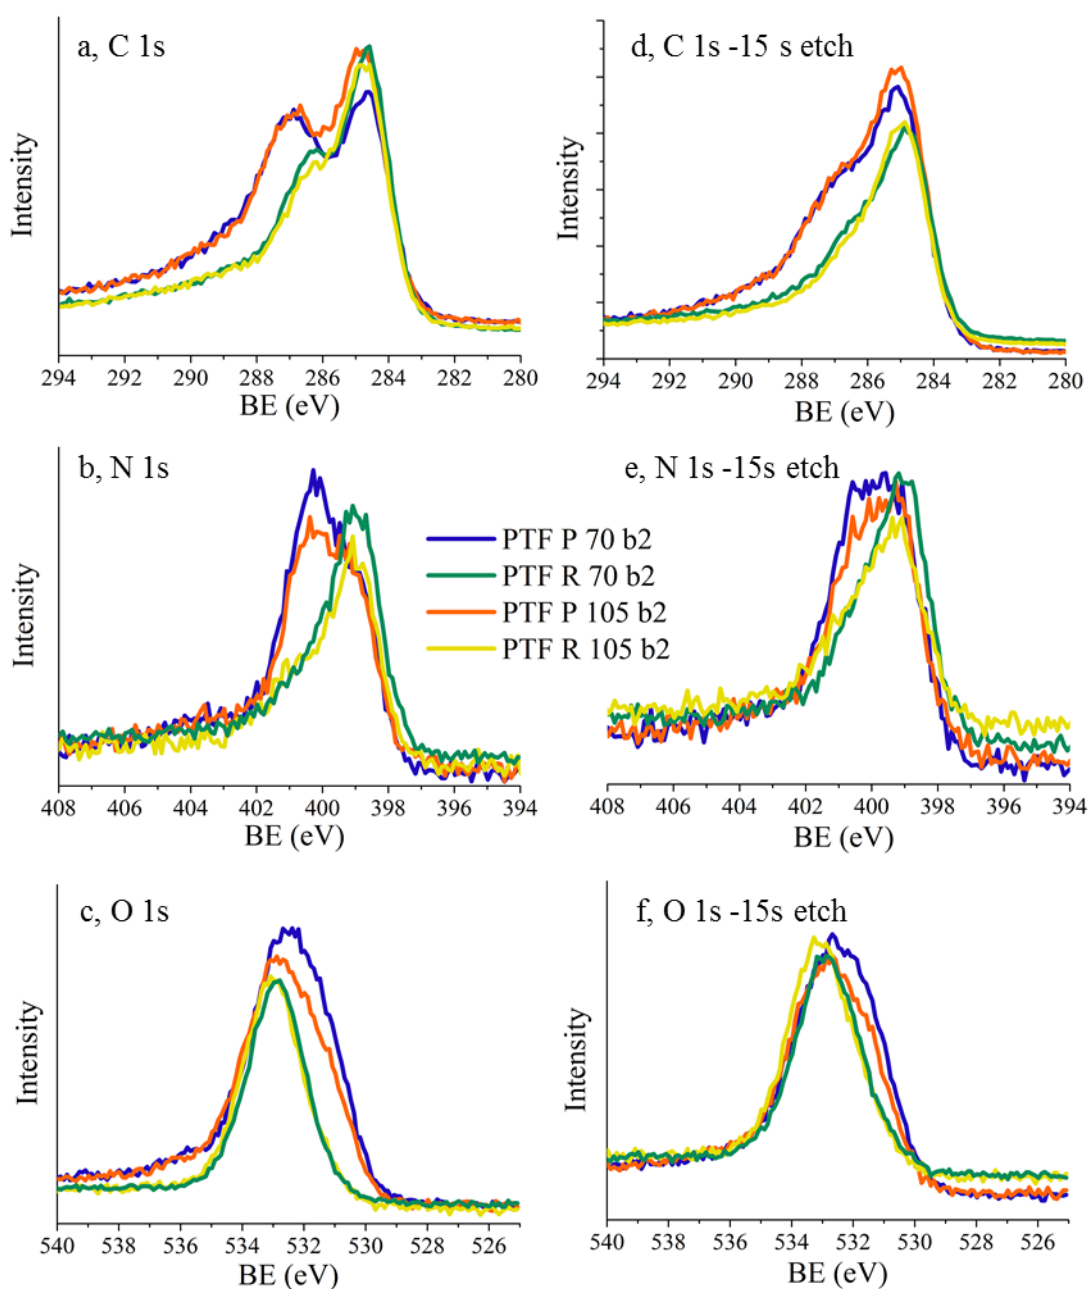 a, C 1s
Intensity
294 292 290 288 286 284 282 280
BE (eV)
d, C 1s -15 s etch
Intensity
294 292 290 288 286 284 282 280
BE (eV)
b, N 1s
Intensity
408 406 404 402 400 398 396 394
BE (eV)
PTF P 70 b2
PTF R 70 b2
PTF P 105 b2
PTF R 105 b2
e, N 1s -15s etch
Intensity
408 406 404 402 400 398 396 394
BE (eV)
c, O 1s
Intensity
540 538 536 534 532 530 528 526
BE (eV)
f, O 1s -15s etch
Intensity
540 538 536 534 532 530 528 526
BE (eV)